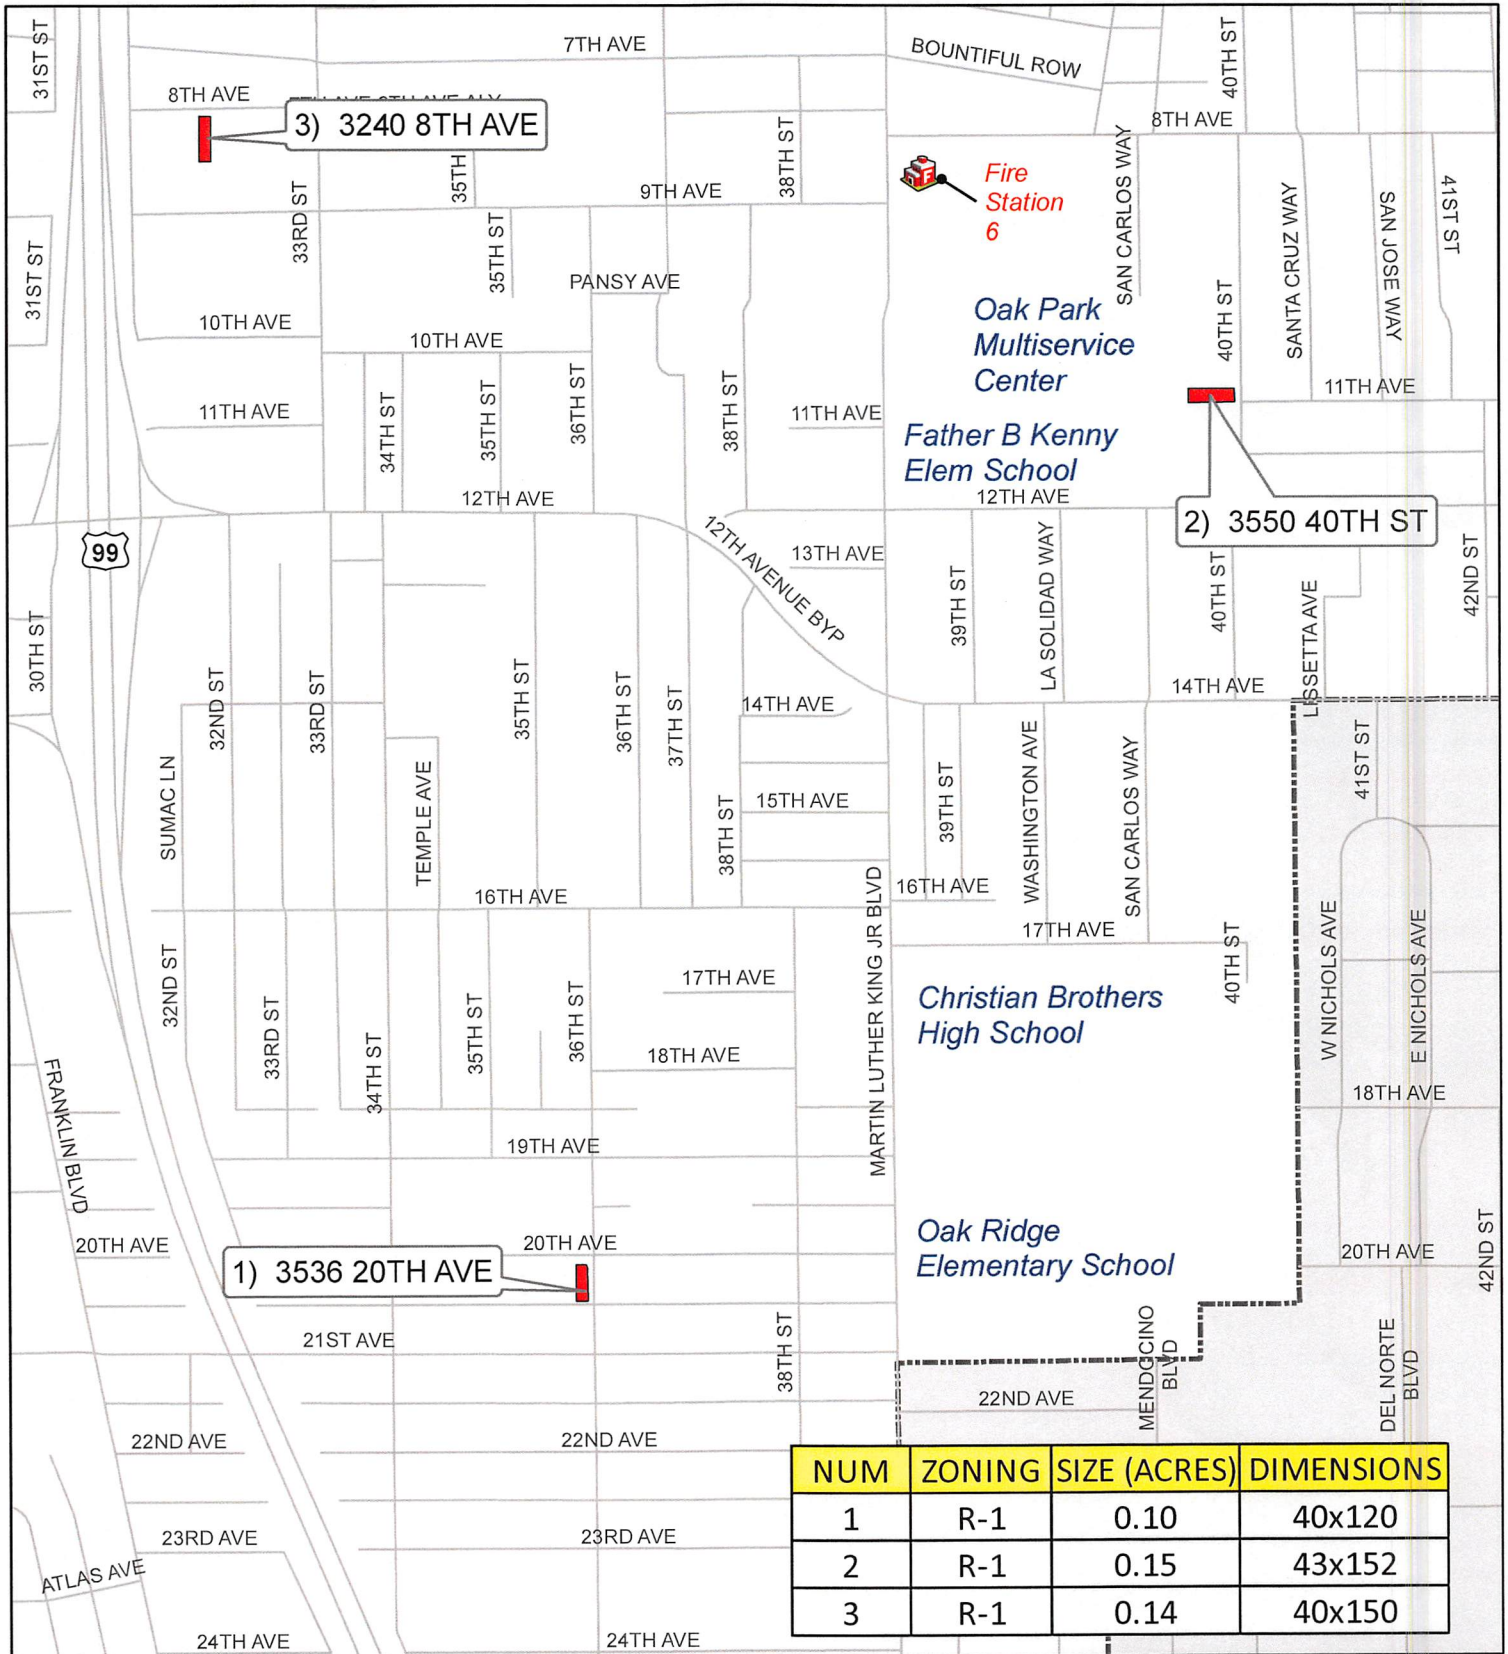 31ST ST
7TH AVE
BOUNTIFUL ROW
40TH ST
8TH AVE
3) 3240 8TH AVE
8TH AVE
38TH ST
35TH
33RD ST
9TH AVE
Fire
Station
6
SAN CARLOS WAY
SANTA CRUZ WAY
SAN JOSE WAY
41ST ST
31ST ST
35TH ST
PANSY AVE
10TH AVE
10TH AVE
Oak Park
Multiservice
Center
40TH ST
11TH AVE
11TH AVE
34TH ST
35TH ST
36TH ST
38TH ST
11TH AVE
Father B Kenny
Elem School
12TH AVE
12TH AVE
2) 3550 40TH ST
99
12TH AVENUE BYP
13TH AVE
39TH ST
LA SOLIDAD WAY
40TH ST
LISSETTA AVE
42ND ST
30TH ST
32ND ST
33RD ST
35TH ST
36TH ST
37TH ST
14TH AVE
14TH AVE
SUMAC LN
TEMPLE AVE
38TH ST
15TH AVE
39TH ST
WASHINGTON AVE
SAN CARLOS WAY
41ST ST
16TH AVE
16TH AVE
MARTIN LUTHER KING JR BLVD
17TH AVE
32ND ST
33RD ST
34TH ST
35TH ST
36TH ST
17TH AVE
40TH ST
W NICHOLS AVE
E NICHOLS AVE
Christian Brothers
High School
18TH AVE
18TH AVE
FRANKLIN BLVD
19TH AVE
20TH AVE
1) 3536 20TH AVE
20TH AVE
Oak Ridge
Elementary School
20TH AVE
42ND ST
21ST AVE
38TH ST
MENDOCINO
BLVD
DEL NORTE
BLVD
22ND AVE
22ND AVE
22ND AVE
NUM ZONING SIZE (ACRES) DIMENSIONS
1 R-1 0.10 40x120
2 R-1 0.15 43x152
3 R-1 0.14 40x150
23RD AVE
23RD AVE
ATLAS AVE
24TH AVE
24TH AVE